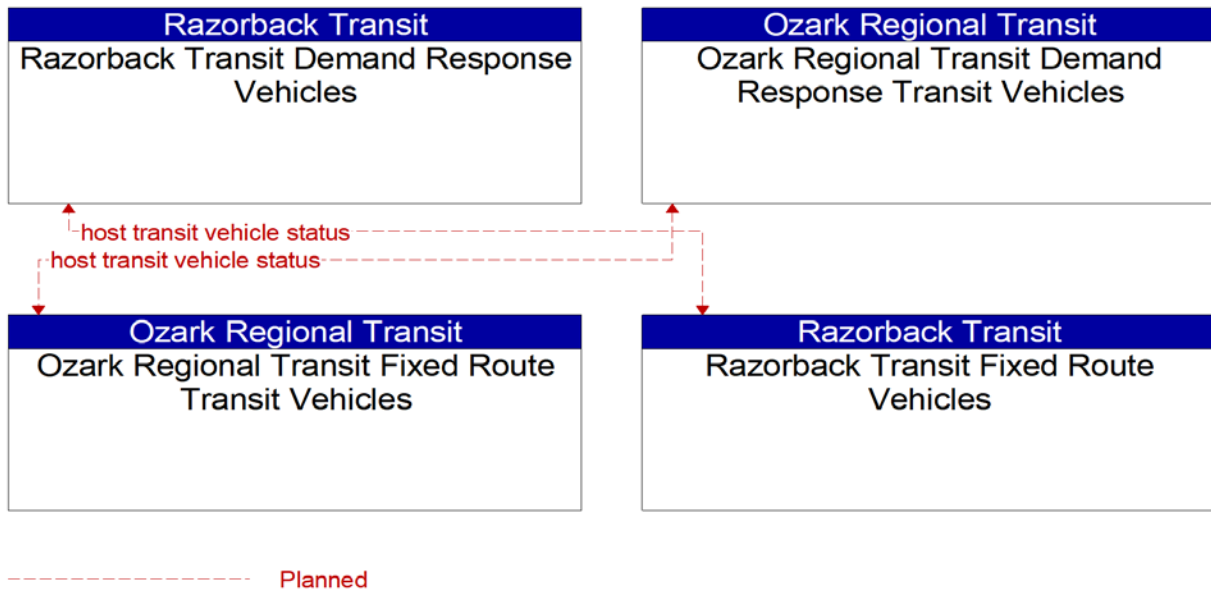 Razorback Transit
Razorback Transit Demand Response
Vehicles
Ozark Regional Transit
Ozark Regional Transit Demand
Response Transit Vehicles
host transit vehicle status
host transit vehicle status
Ozark Regional Transit
Ozark Regional Transit Fixed Route
Transit Vehicles
Razorback Transit
Razorback Transit Fixed Route
Vehicles
Planned